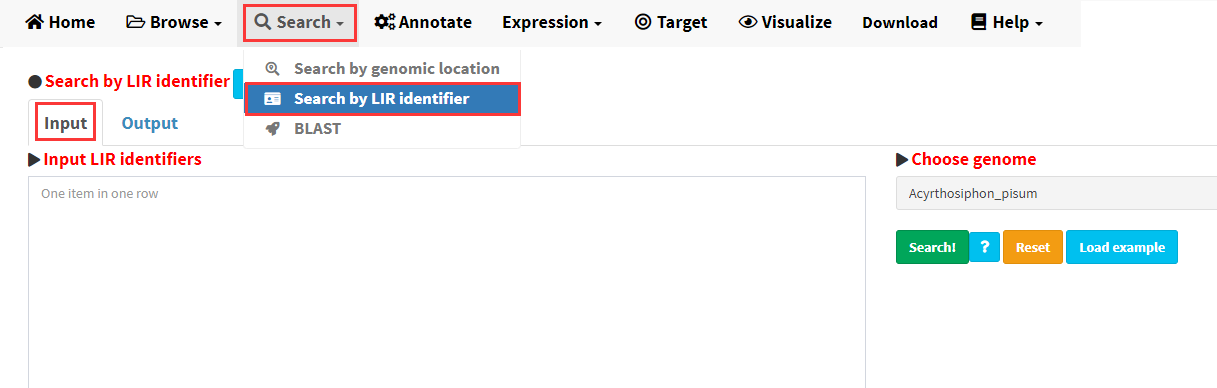 Home Browse Search Annotate Expression Target Visualize Download Help
Search by genomic location
Search by LIR identifier
Search by LIR identifier
BLAST
Input Output
Input LIR identifiers
Choose genome
One item in one row
Acyrthosiphon_pisum
Search! ? Reset Load example